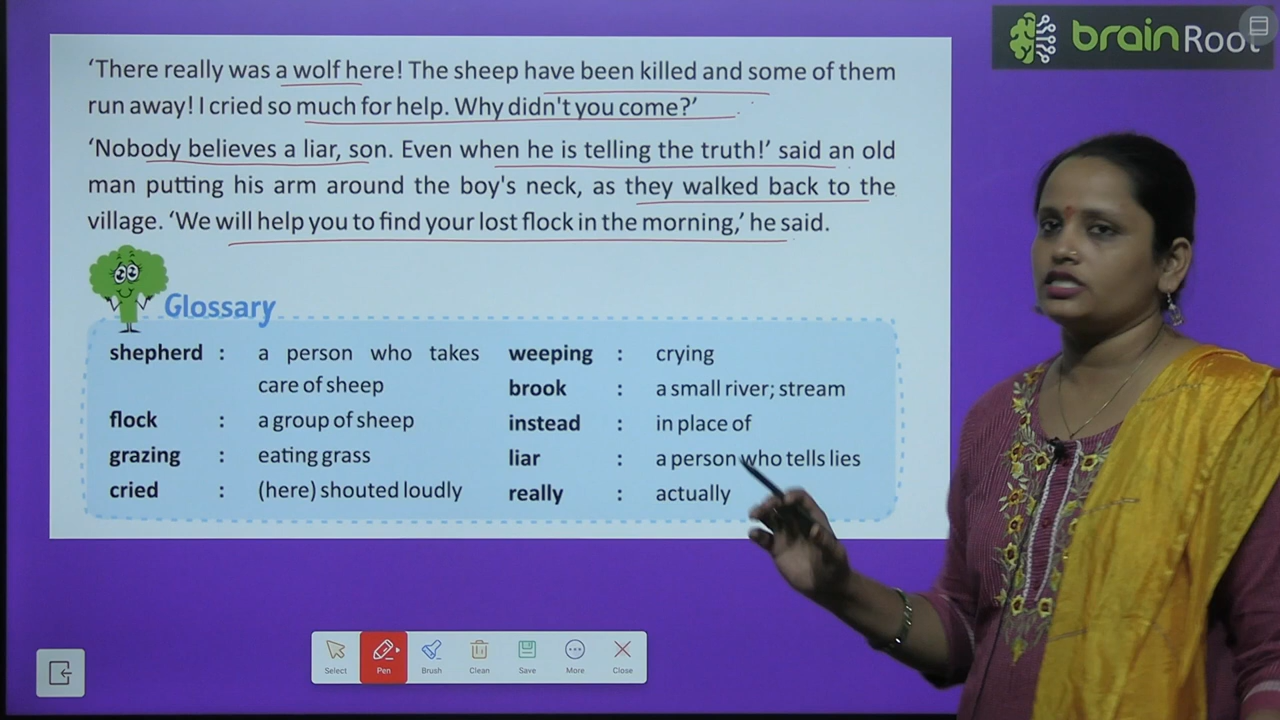 brainRoot
‘There really was a wolf here! The sheep have been killed and some of them
run away! I cried so much for help. Why didn't you come?’
‘Nobody believes a liar, son. Even when he is telling the truth!’ said an old
man putting his arm around the boy's neck, as they walked back to the
village. ‘We will help you to find your lost flock in the morning,’ he said.
Glossary
shepherd : a person who takes
care of sheep
flock : a group of sheep
grazing : eating grass
cried : (here) shouted loudly
weeping : crying
brook : a small river; stream
instead : in place of
liar : a person who tells lies
really : actually
Select Pen Brush Clean Save More Close